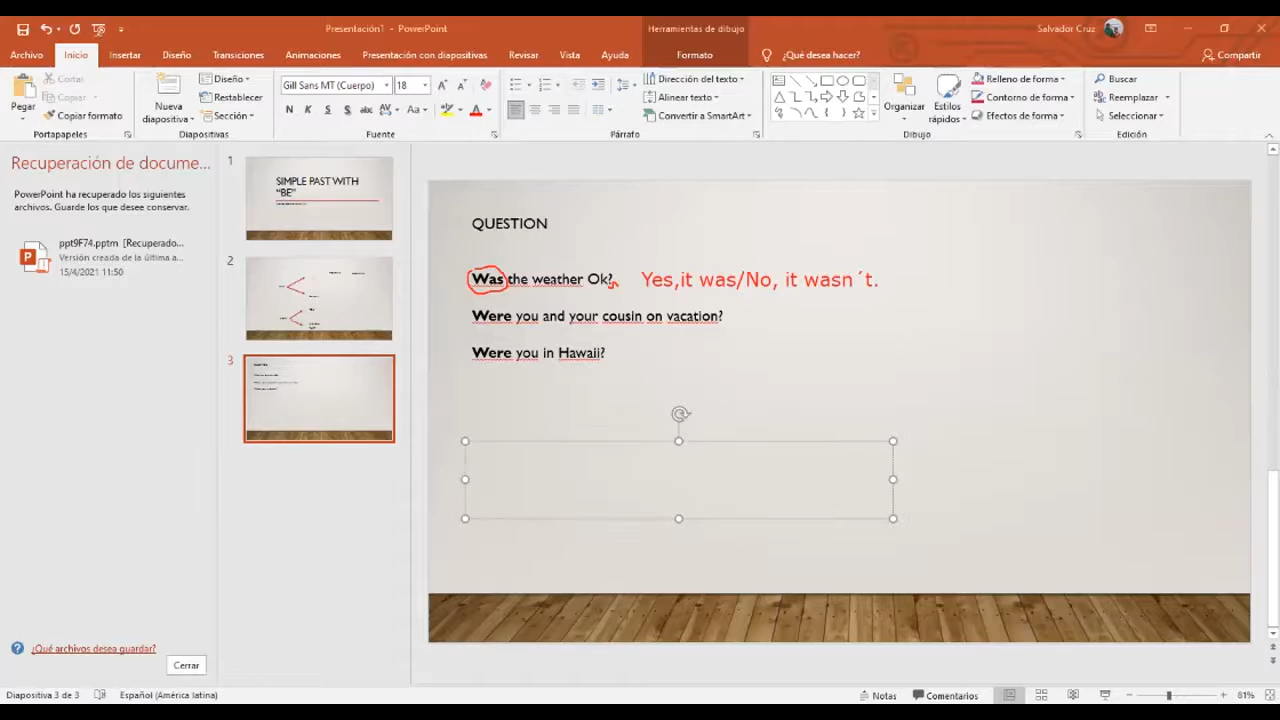 Presentación1 - PowerPoint
Herramientas de dibujo
Salvador Cruz
Archivo Inicio Insertar Diseño Transiciones Animaciones Presentación con diapositivas Revisar Vista Ayuda Formato ¿Qué desea hacer? Compartir
Pegar
Cortar
Copiar
Copiar formato
Portapapeles
Nueva diapositiva
Diseño
Restablecer
Sección
Diapositivas
Gill Sans MT (Cuerpo) 18
N K S S abc AV Aa A
Fuente
Párrafo
Dirección del texto
Alinear texto
Convertir a SmartArt
Organizar
Estilos rápidos
Relleno de forma
Contorno de forma
Efectos de forma
Dibujo
Buscar
Reemplazar
Seleccionar
Edición
Recuperación de docume...
PowerPoint ha recuperado los siguientes
archivos. Guarde los que desee conservar.
ppt9F74.pptm [Recuperado...
Versión creada de la última a...
15/4/2021 11:50
¿Qué archivos desea guardar?
Cerrar
1
SIMPLE PAST WITH
"BE"
2
3
QUESTION
Was the weather Ok? Yes,it was/No, it wasn´t.
Were you and your cousin on vacation?
Were you in Hawaii?
Diapositiva 3 de 3 Español (América latina) Notas Comentarios 81%